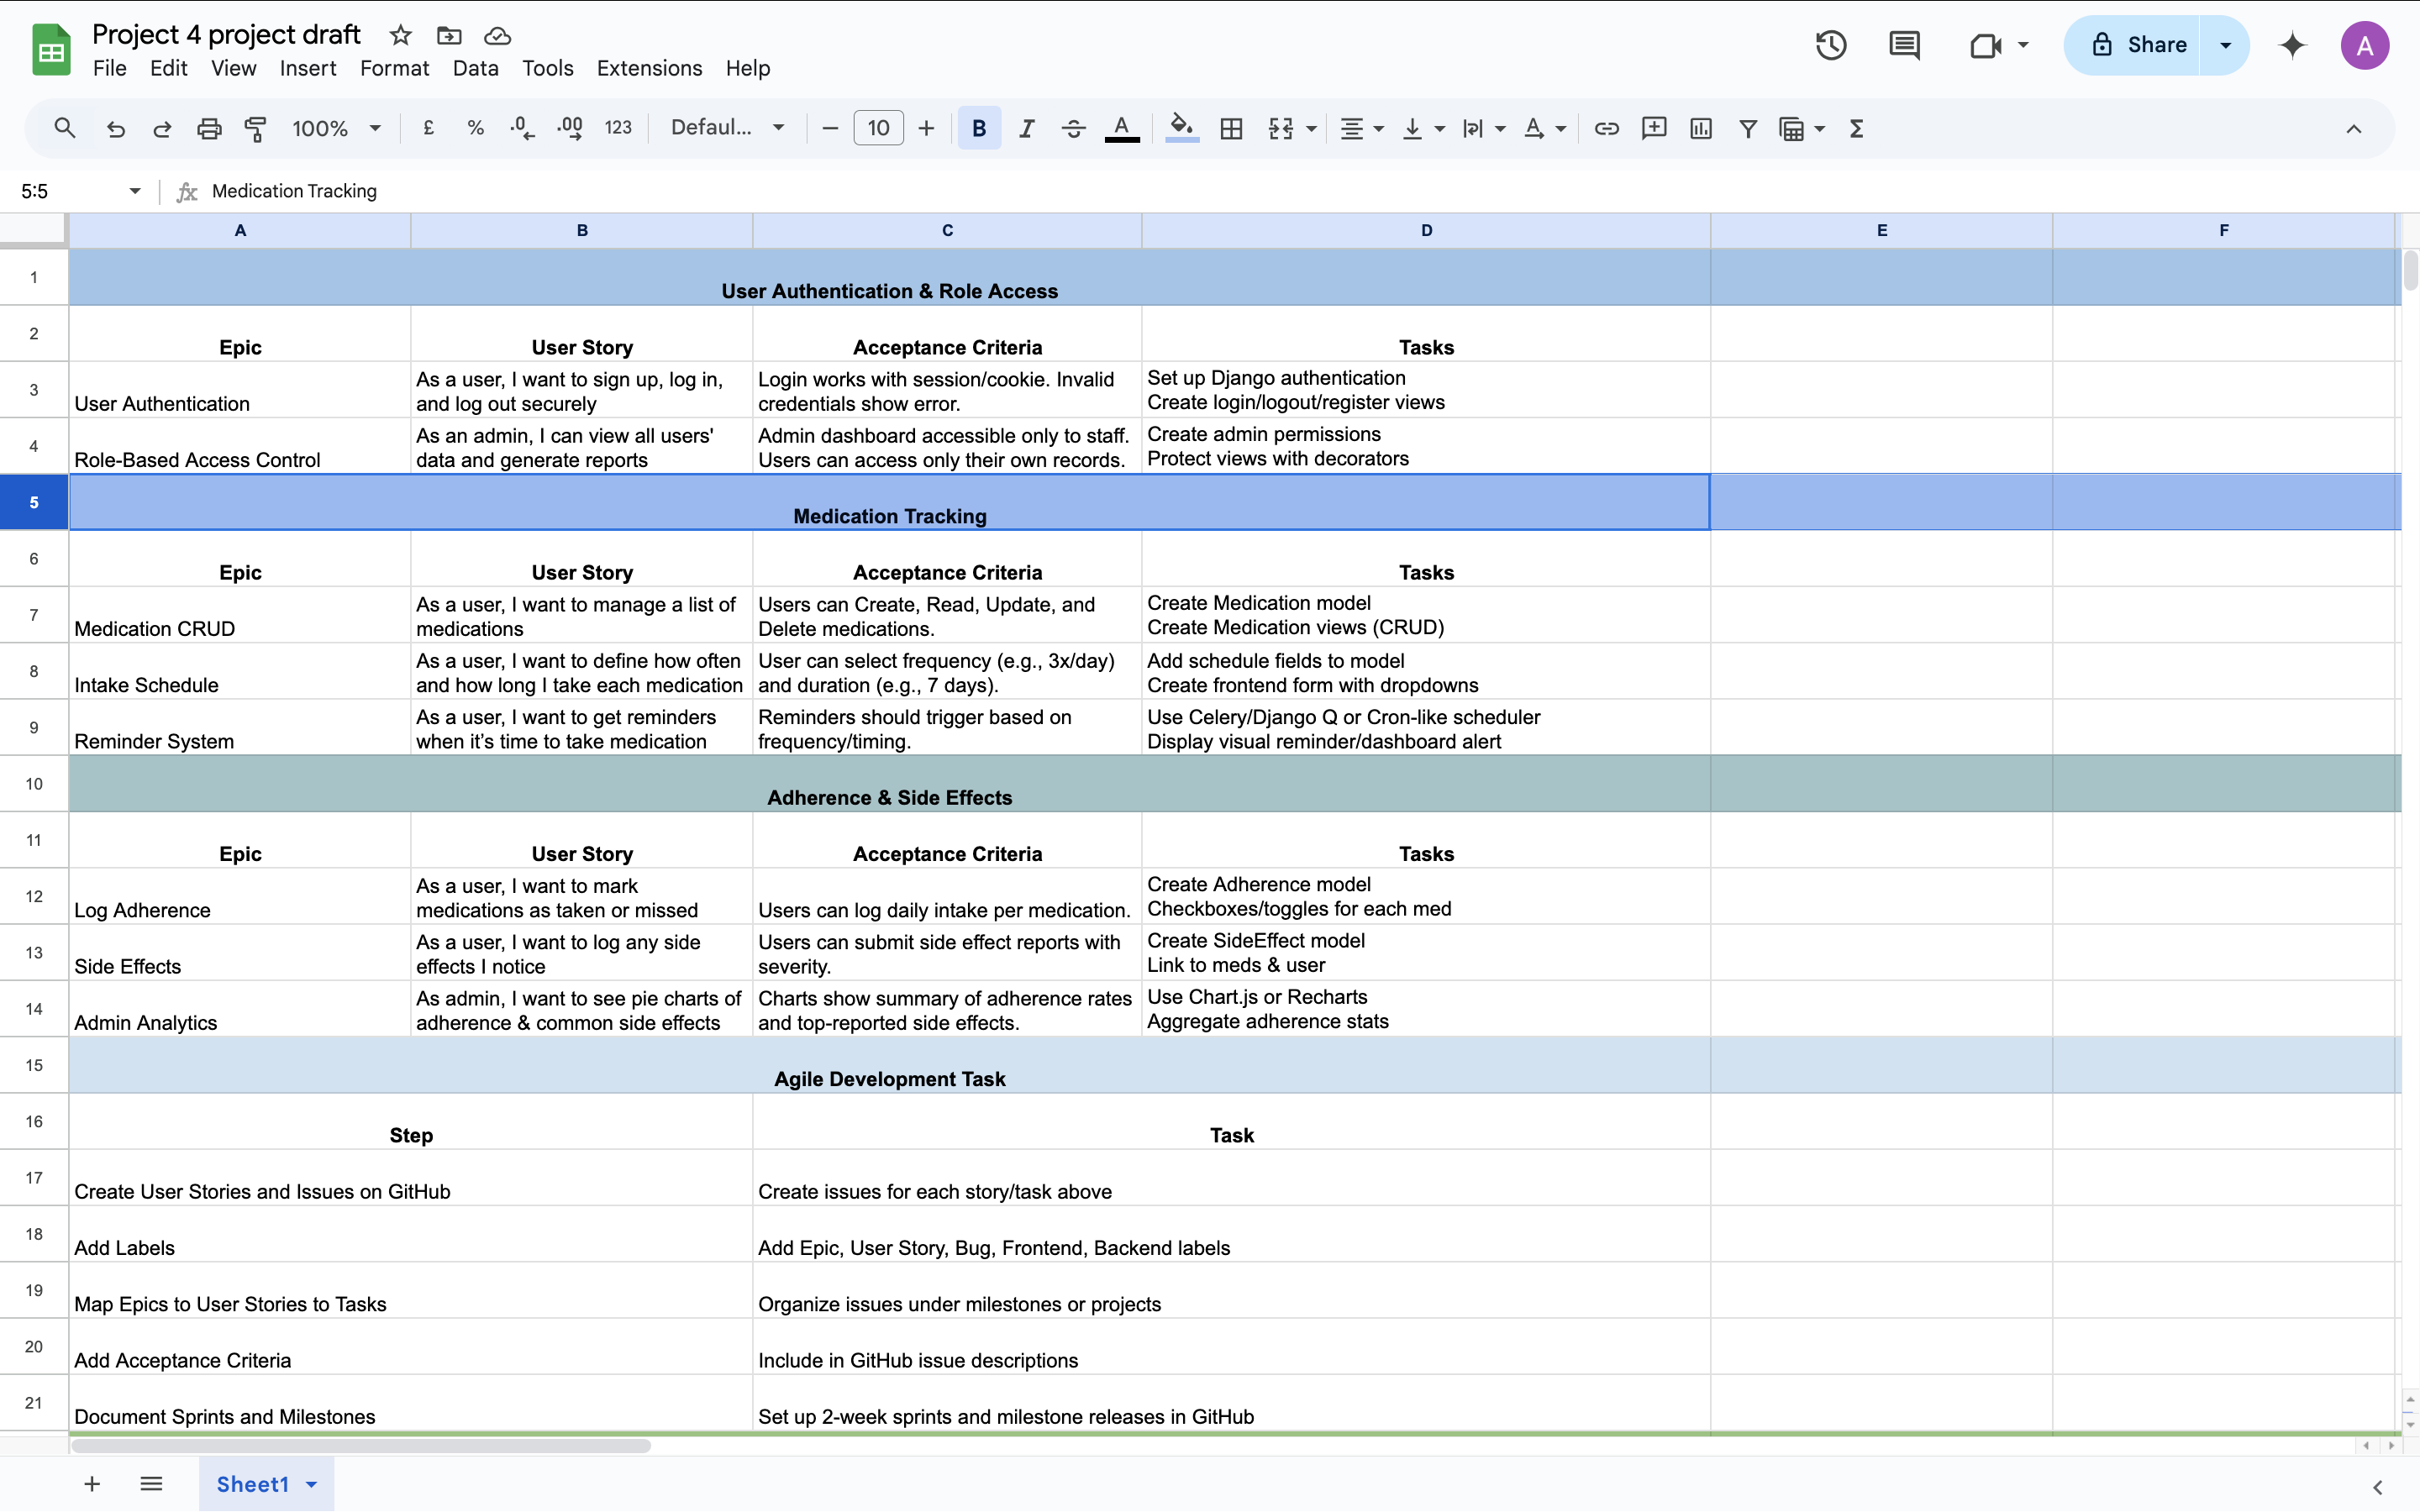 Project 4 project draft
File Edit View Insert Format Data Tools Extensions Help
Share
A
100% £ % .0 .00 123 Defaul... 10 B I A
5:5 fx Medication Tracking
A B C D E F
1 User Authentication & Role Access
2 Epic User Story Acceptance Criteria Tasks
3 User Authentication
As a user, I want to sign up, log in,
and log out securely
Login works with session/cookie. Invalid
credentials show error.
Set up Django authentication
Create login/logout/register views
4 Role-Based Access Control
As an admin, I can view all users'
data and generate reports
Admin dashboard accessible only to staff.
Users can access only their own records.
Create admin permissions
Protect views with decorators
5 Medication Tracking
6 Epic User Story Acceptance Criteria Tasks
7 Medication CRUD
As a user, I want to manage a list of
medications
Users can Create, Read, Update, and
Delete medications.
Create Medication model
Create Medication views (CRUD)
8 Intake Schedule
As a user, I want to define how often
and how long I take each medication
User can select frequency (e.g., 3x/day)
and duration (e.g., 7 days).
Add schedule fields to model
Create frontend form with dropdowns
9 Reminder System
As a user, I want to get reminders
when it’s time to take medication
Reminders should trigger based on
frequency/timing.
Use Celery/Django Q or Cron-like scheduler
Display visual reminder/dashboard alert
10 Adherence & Side Effects
11 Epic User Story Acceptance Criteria Tasks
12 Log Adherence
As a user, I want to mark
medications as taken or missed
Users can log daily intake per medication.
Create Adherence model
Checkboxes/toggles for each med
13 Side Effects
As a user, I want to log any side
effects I notice
Users can submit side effect reports with
severity.
Create SideEffect model
Link to meds & user
14 Admin Analytics
As admin, I want to see pie charts of
adherence & common side effects
Charts show summary of adherence rates
and top-reported side effects.
Use Chart.js or Recharts
Aggregate adherence stats
15 Agile Development Task
16 Step Task
17 Create User Stories and Issues on GitHub Create issues for each story/task above
18 Add Labels Add Epic, User Story, Bug, Frontend, Backend labels
19 Map Epics to User Stories to Tasks Organize issues under milestones or projects
20 Add Acceptance Criteria Include in GitHub issue descriptions
21 Document Sprints and Milestones Set up 2-week sprints and milestone releases in GitHub
Sheet1